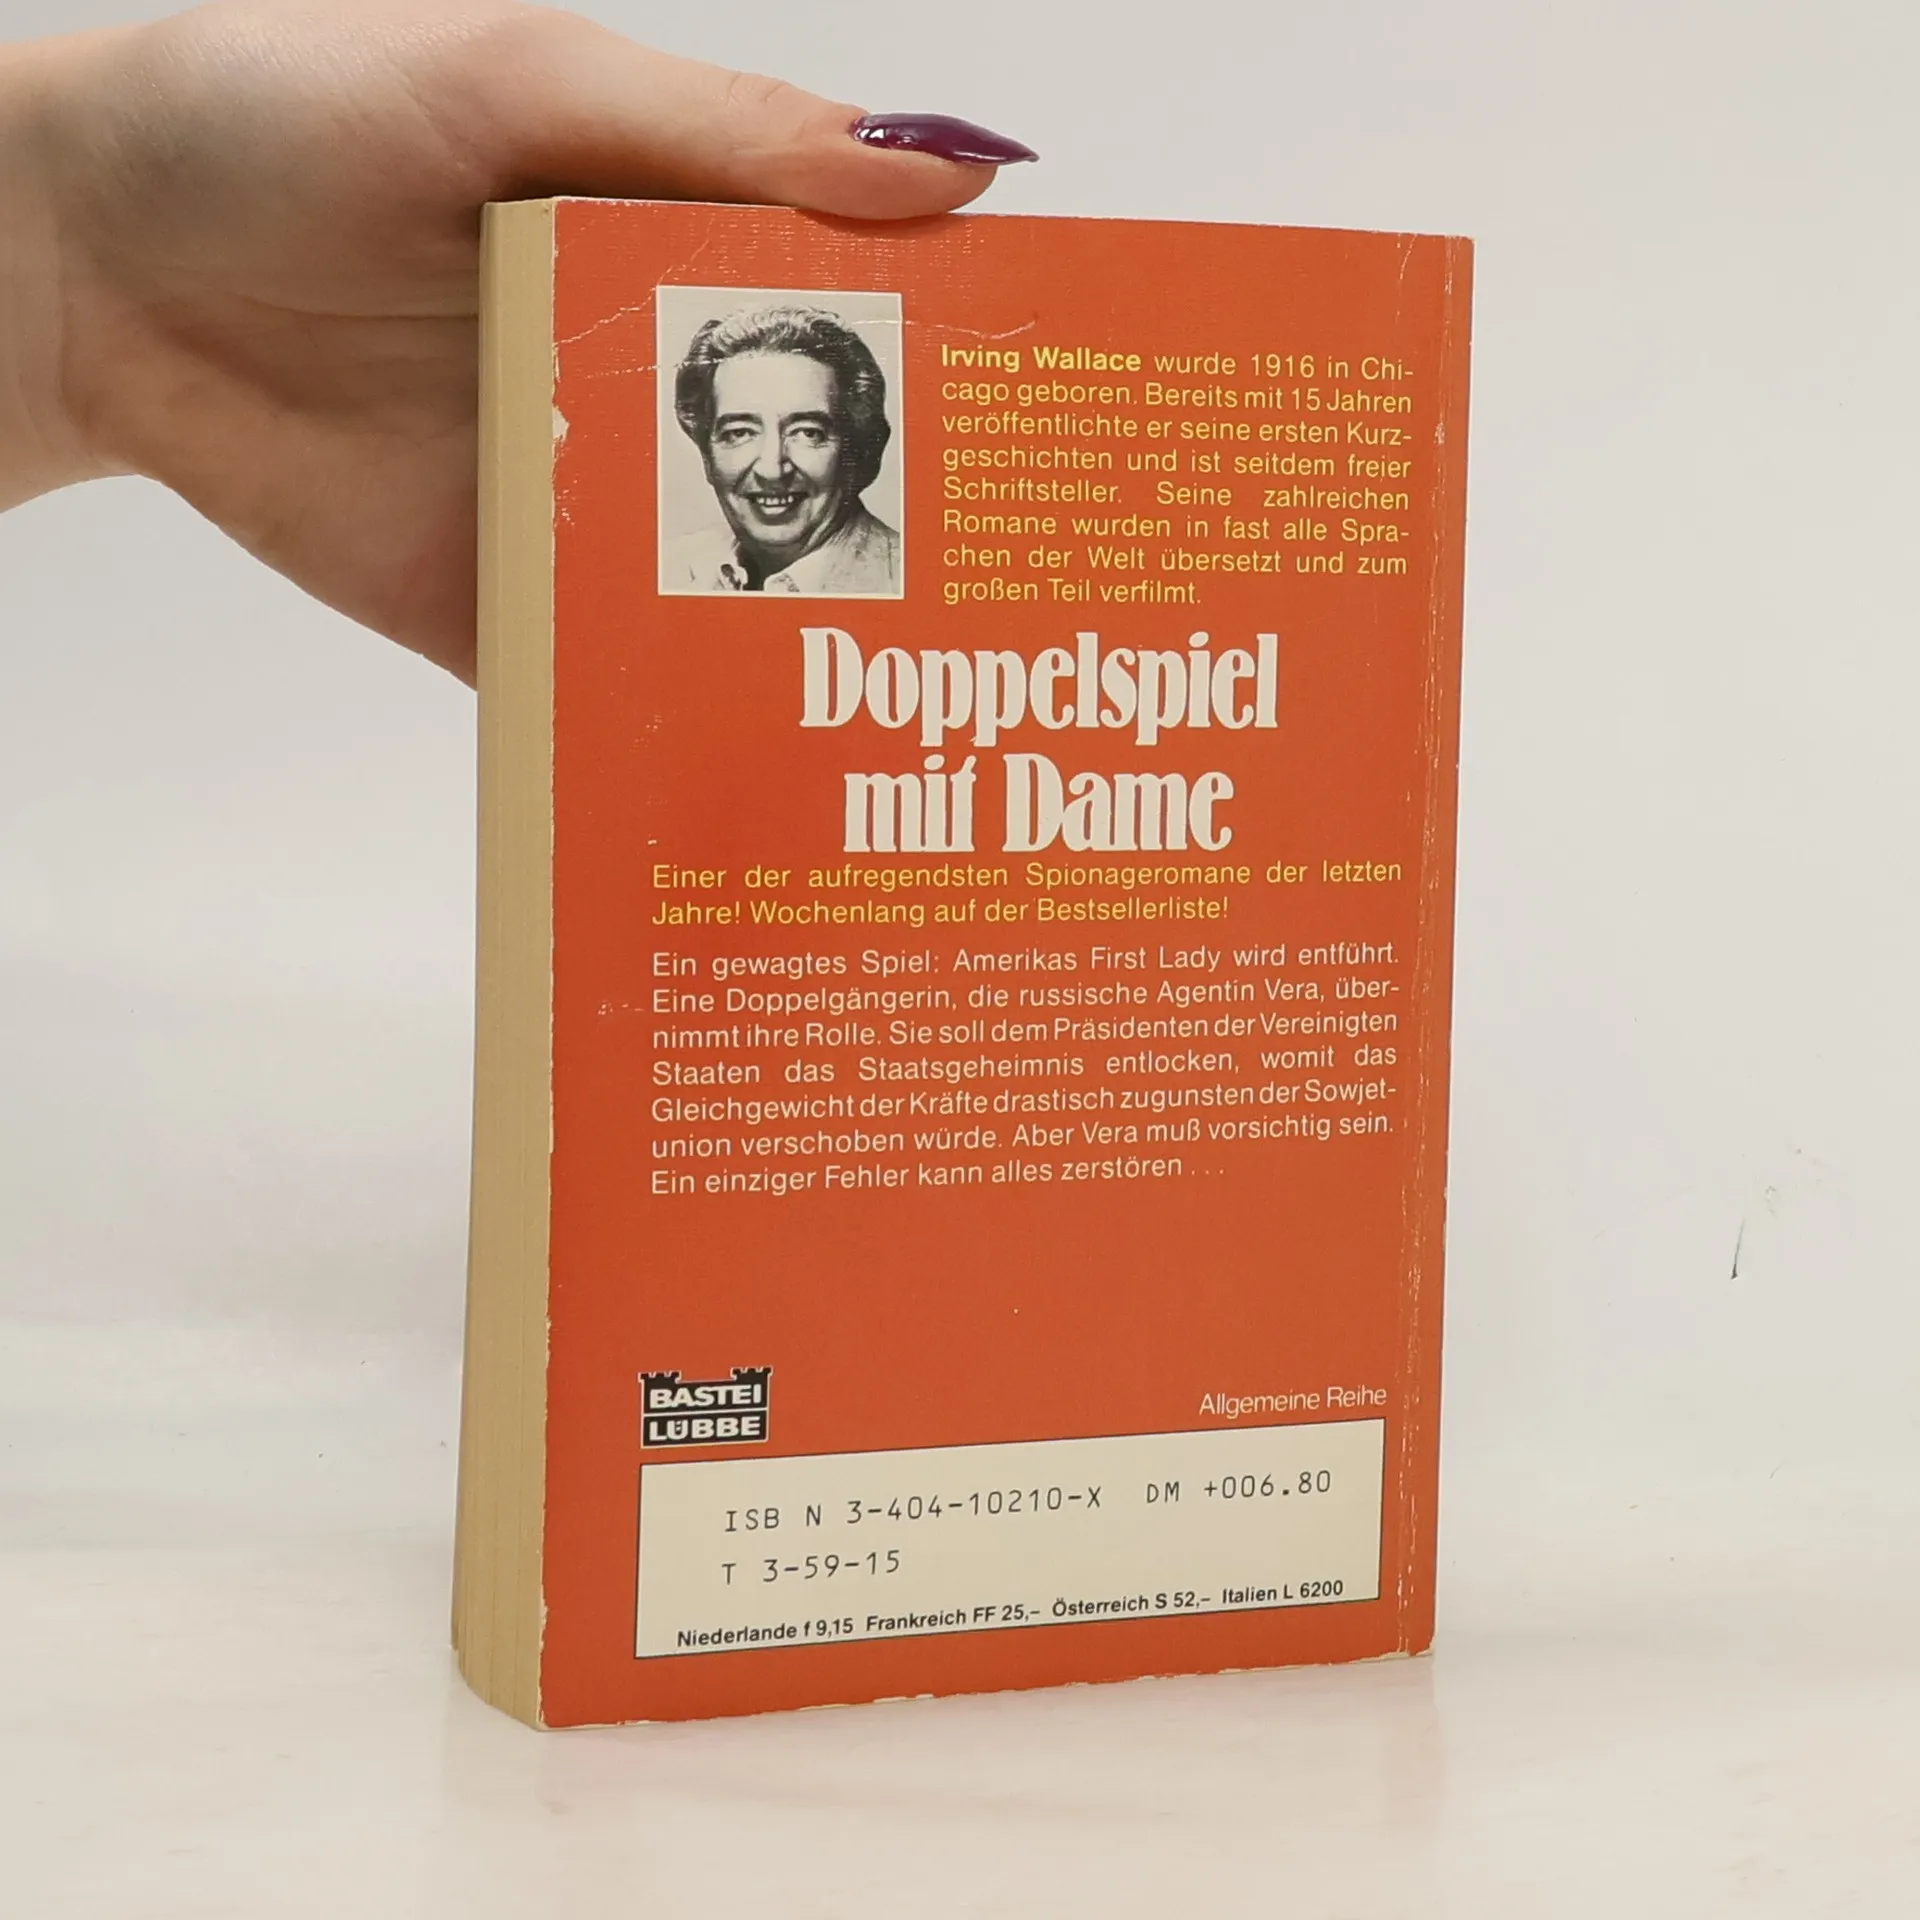 Irving Wallace wurde 1916 in Chi-
cago geboren. Bereits mit 15 Jahren
veröffentlichte er seine ersten Kurz-
geschichten und ist seitdem freier
Schriftsteller. Seine zahlreichen
Romane wurden in fast alle Spra-
chen der Welt übersetzt und zum
großen Teil verfilmt.
Doppelspiel
mit Dame
Einer der aufregendsten Spionageromane der letzten
Jahre! Wochenlang auf der Bestsellerliste!
Ein gewagtes Spiel: Amerikas First Lady wird entführt.
Eine Doppelgängerin, die russische Agentin Vera, über-
nimmt ihre Rolle. Sie soll dem Präsidenten der Vereinigten
Staaten das Staatsgeheimnis entlocken, womit das
Gleichgewicht der Kräfte drastisch zugunsten der Sowjet-
union verschoben würde. Aber Vera muß vorsichtig sein.
Ein einziger Fehler kann alles zerstören . . .
BASTEI
LÜBBE
Allgemeine Reihe
ISB N 3-404-10210-X DM +006.80
T 3-59-15
Niederlande f 9,15 Frankreich FF 25,– Österreich S 52,– Italien L 6200